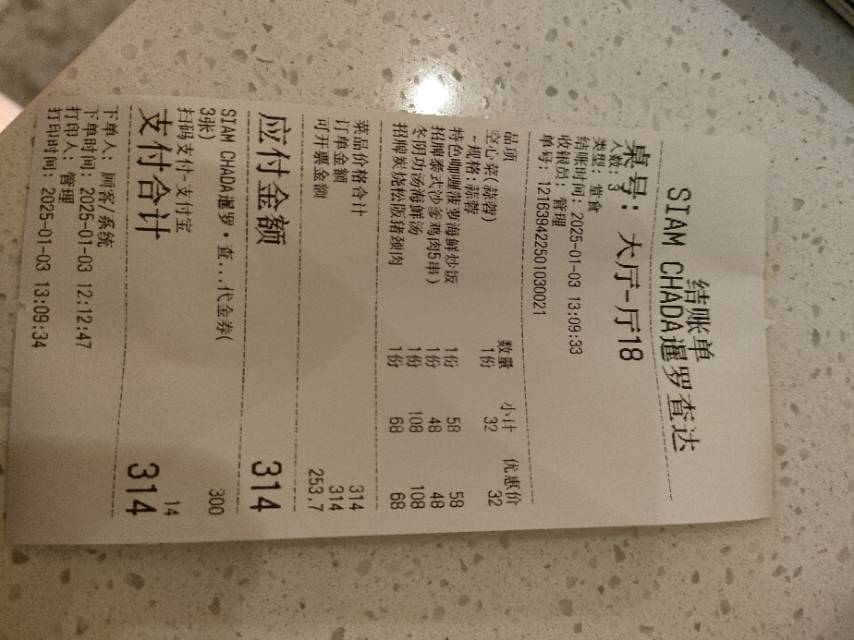 结账单
SIAM CHADA暹罗查达
桌号：大厅-厅18
人数：3
类型：堂食
结账时间：2025-01-03 13:09:33
收银员：管理
单号：121639422501030021
品项 数量 小计 优惠价
空心菜(蒜蓉) 1份 32 32
-规格:蒜蓉
特色咖喱菠萝海鲜炒饭 1份 58 58
招牌泰式沙爹鸡肉5串) 1份 48 48
冬阴功汤海鲜汤 1份 108 108
招牌炭烧松阪猪颈肉 1份 68 68
菜品价格合计 314
订单金额 314
可开票金额 253.7
应付金额 314
SIAM CHADA暹罗·查...代金券( 300
3张)
扫码支付-支付宝 14
支付合计 314
下单人：顾客/系统
下单时间：2025-01-03 12:12:47
打印人：管理
打印时间：2025-01-03 13:09:34